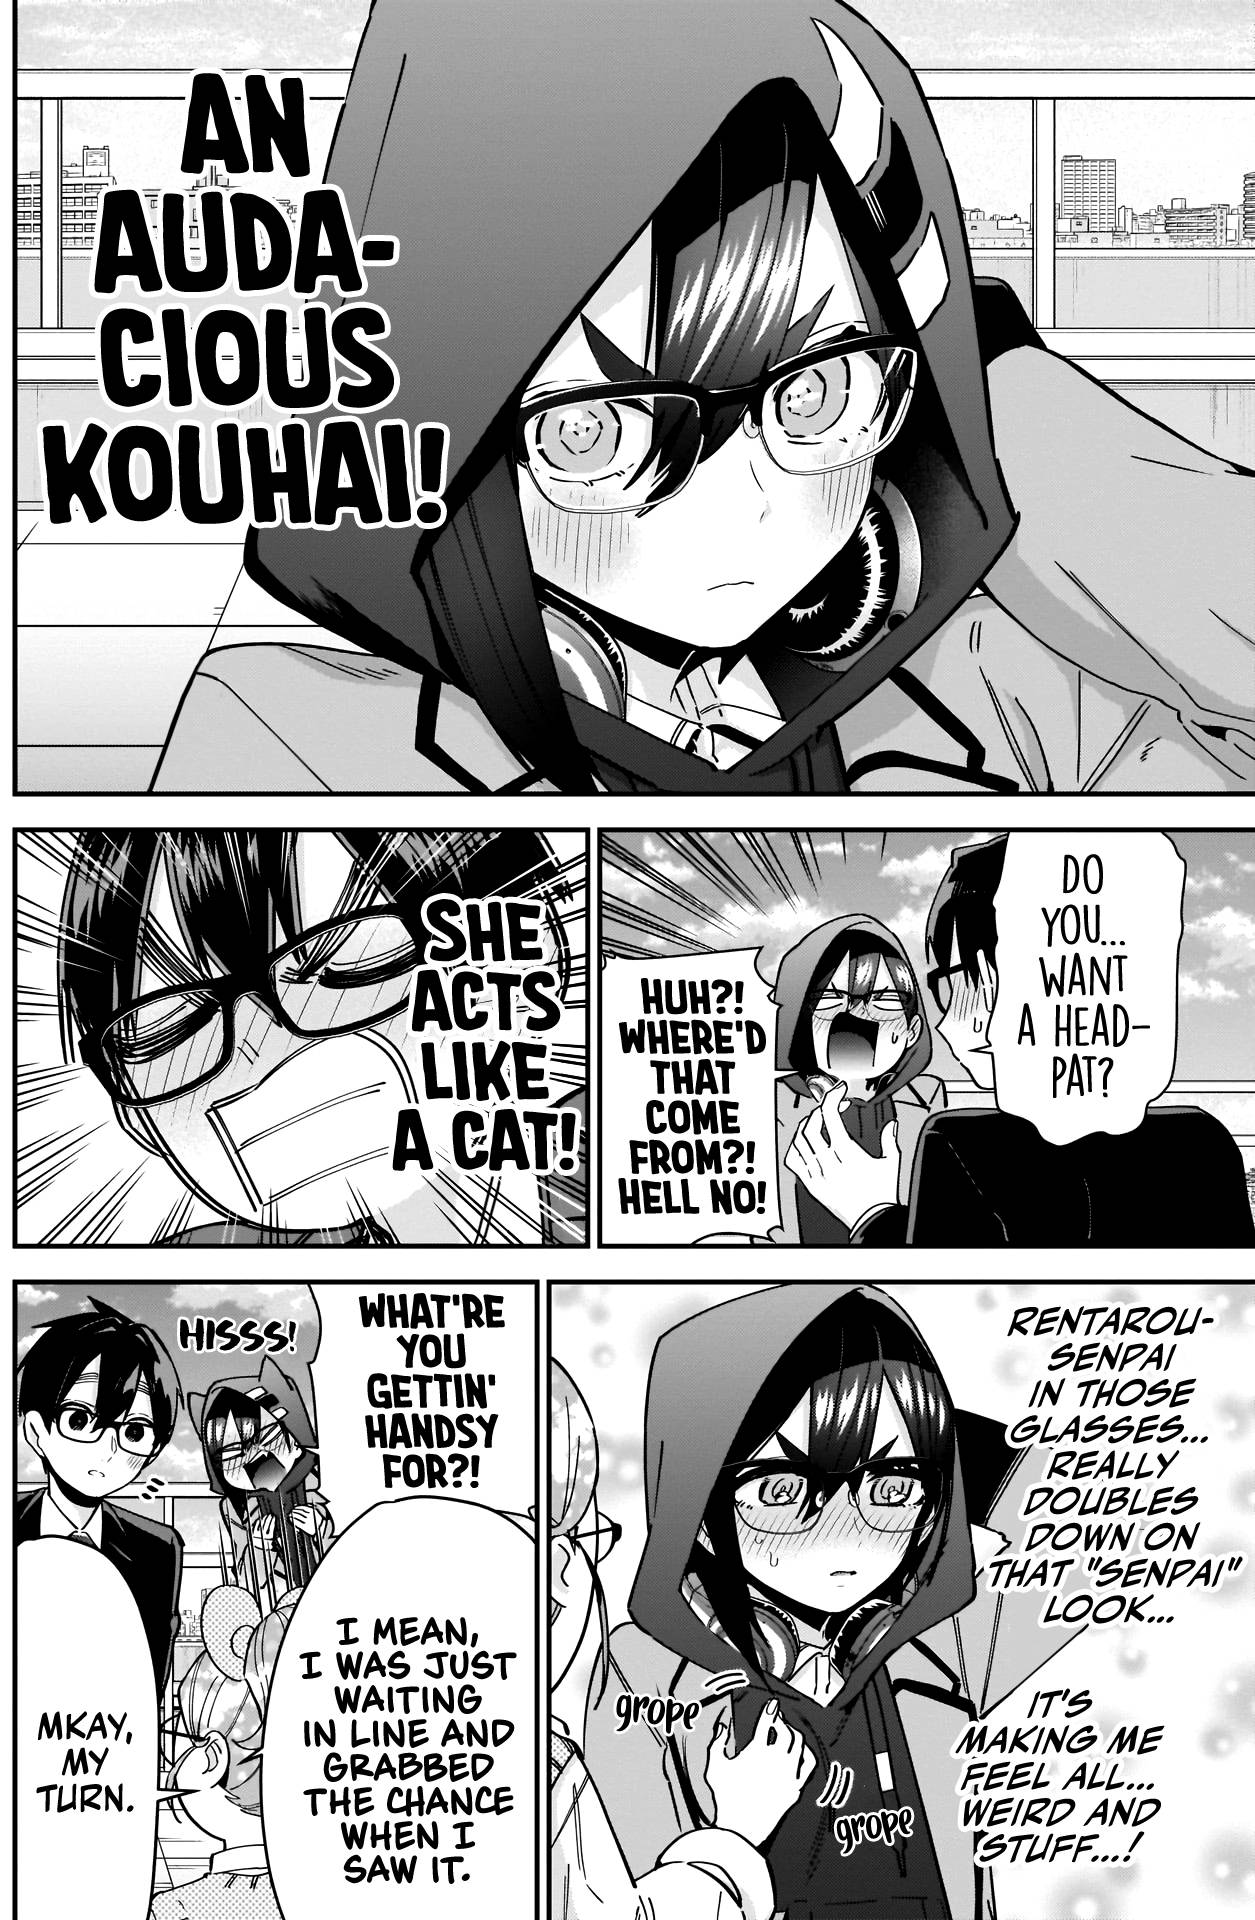 AN
AUDA-
CIOUS
KOUHAI!
DO
YOU...
WANT
A HEAD-
PAT?
HUH?!
WHERE'D
THAT
COME
FROM?!
HELL NO!
SHE
ACTS
LIKE
A CAT!
RENTAROU-
SENPAI
IN THOSE
GLASSES...
REALLY
DOUBLES
DOWN ON
THAT "SENPAI"
LOOK...
IT'S
MAKING ME
FEEL ALL...
WEIRD AND
STUFF...!
grope
grope
WHAT'RE
YOU
GETTIN'
HANDSY
FOR?!
HISSS!
I MEAN,
I WAS JUST
WAITING
IN LINE AND
GRABBED
THE CHANCE
WHEN I
SAW IT.
MKAY,
MY
TURN.